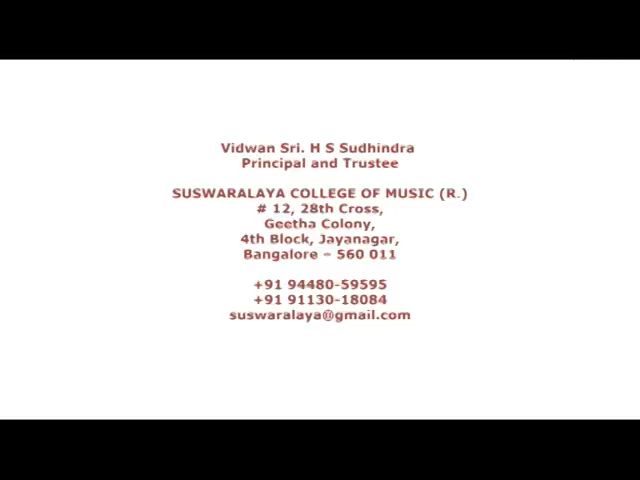 Vidwan Sri. H S Sudhindra
Principal and Trustee
SUSWARALAYA COLLEGE OF MUSIC (R.)
# 12, 28th Cross,
Geetha Colony,
4th Block, Jayanagar,
Bangalore – 560 011
+91 94480-59595
+91 91130-18084
suswaralaya@gmail.com